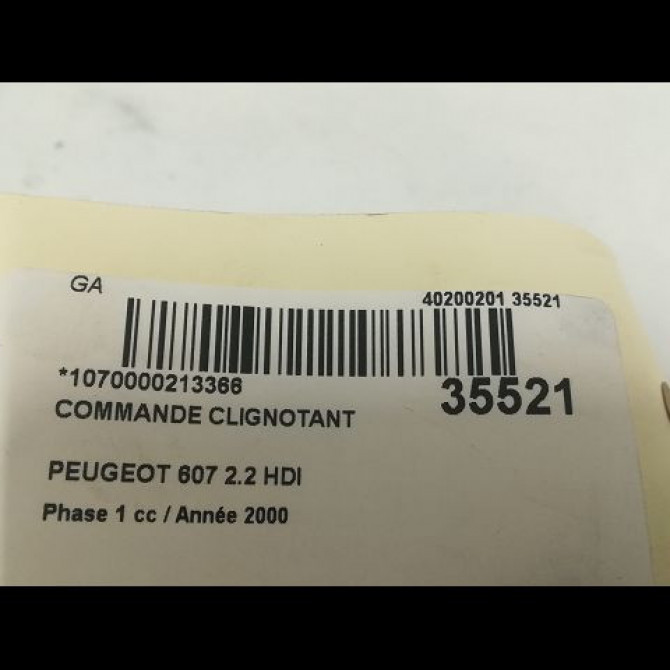 GA
40200201 35521
*1070000213366
35521
COMMANDE CLIGNOTANT
PEUGEOT 607 2.2 HDI
Phase 1 cc / Année 2000